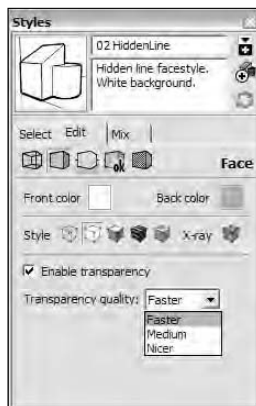 Styles
02 HiddenLine
Hidden line facestyle.
White background.
Select Edit Mix
ok
Face
Front color Back color
Style X-ray
Enable transparency
Transparency quality: Faster
Faster
Medium
Nicer